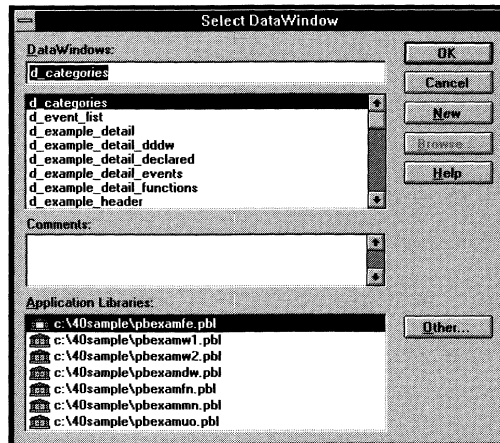 Select DataWindow
DataWindows:
d_categories
d_categories
d_event_list
d_example_detail
d_example_detail_dddw
d_example_detail_declared
d_example_detail_events
d_example_detail_functions
d_example_header
Comments:
Application Libraries:
c:\40sample\pbexamfe.pbl
c:\40sample\pbexamw1.pbl
c:\40sample\pbexamw2.pbl
c:\40sample\pbexamdw.pbl
c:\40sample\pbexamfn.pbl
c:\40sample\pbexammn.pbl
c:\40sample\pbexamuo.pbl
OK
Cancel
New
Browse...
Help
Other...